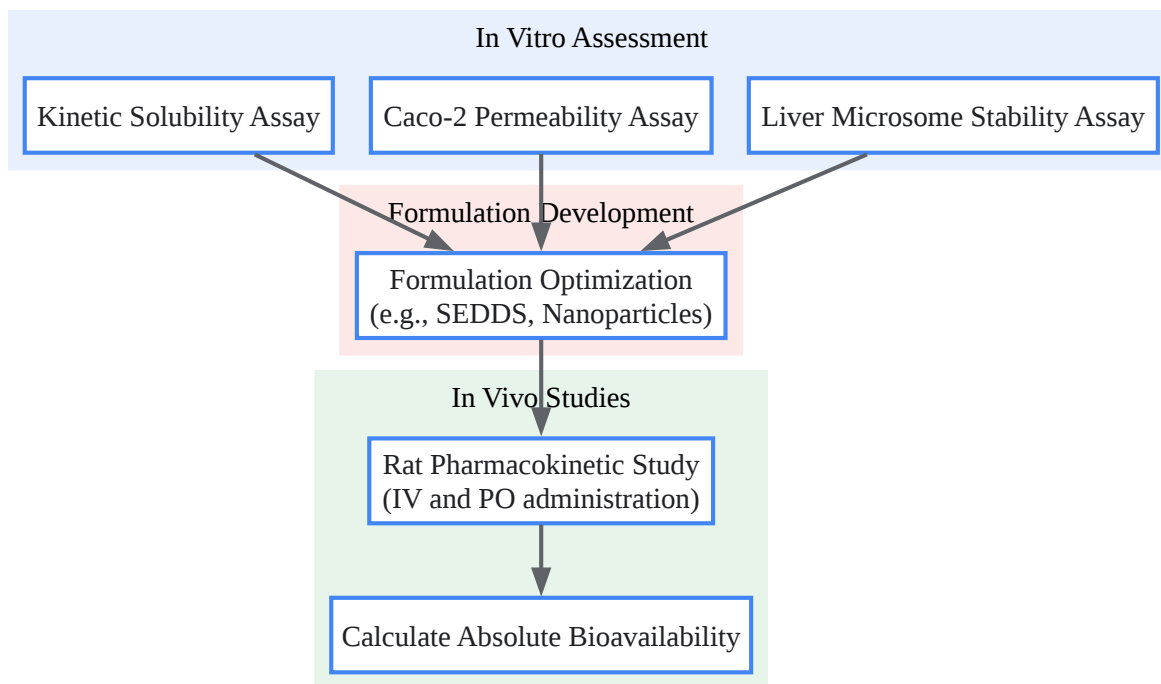 In Vitro Assessment
Kinetic Solubility Assay
Caco-2 Permeability Assay
Liver Microsome Stability Assay
Formulation Development
Formulation Optimization
(e.g., SEDDS, Nanoparticles)
In Vivo Studies
Rat Pharmacokinetic Study
(IV and PO administration)
Calculate Absolute Bioavailability